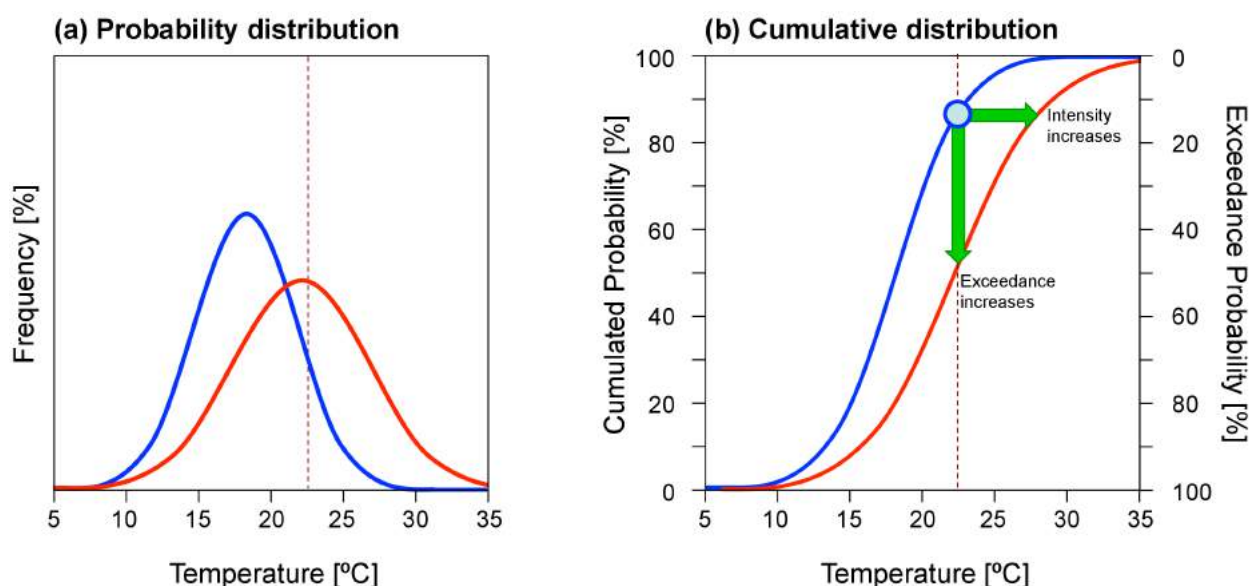 (a) Probability distribution
Frequency [%]
5 10 15 20 25 30 35
Temperature [ºC]
(b) Cumulative distribution
Cumulated Probability [%]
100
80
60
40
20
0
Intensity
increases
Exceedance
increases
0
20
40
60
80
100
Exceedance Probability [%]
5 10 15 20 25 30 35
Temperature [ºC]